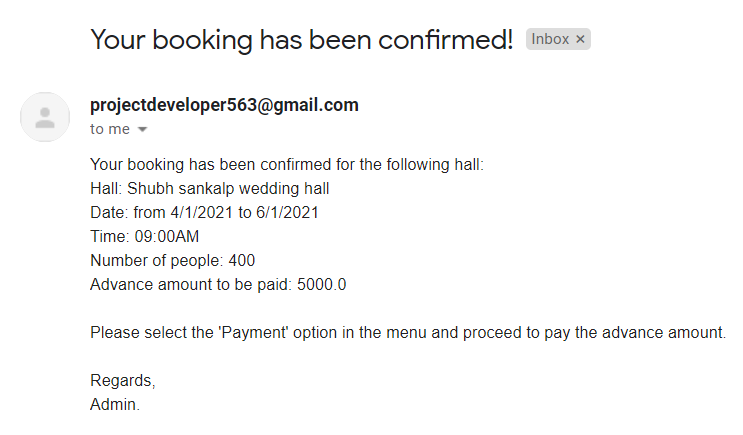 Your booking has been confirmed! Inbox ×
projectdeveloper563@gmail.com
to me
Your booking has been confirmed for the following hall:
Hall: Shubh sankalp wedding hall
Date: from 4/1/2021 to 6/1/2021
Time: 09:00AM
Number of people: 400
Advance amount to be paid: 5000.0
Please select the 'Payment' option in the menu and proceed to pay the advance amount.
Regards,
Admin.